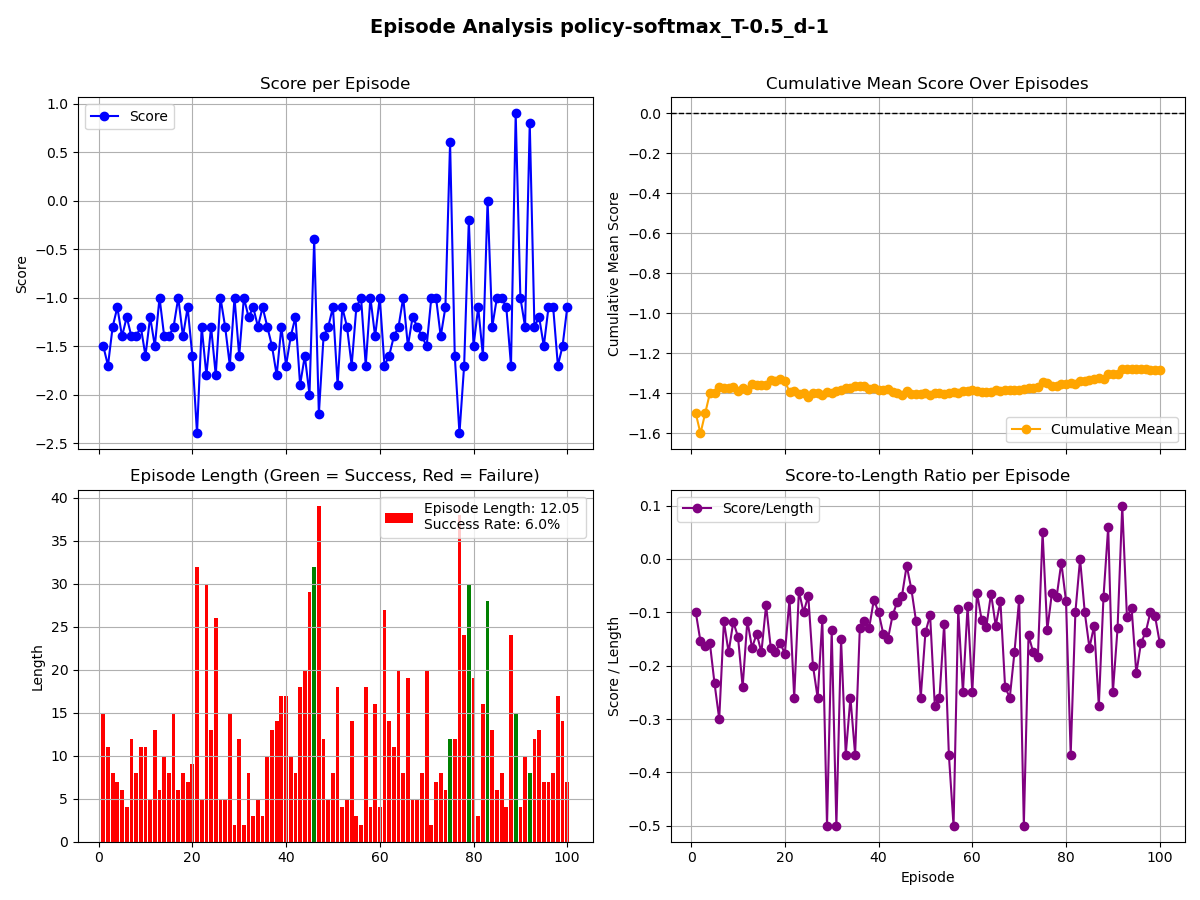 Episode Analysis policy-softmax_T-0.5_d-1
Score per Episode
1.0
0.5
0.0
−0.5
−1.0
−1.5
−2.0
−2.5
Score
Score
Cumulative Mean Score Over Episodes
0.0
−0.2
−0.4
−0.6
−0.8
−1.0
−1.2
−1.4
−1.6
Cumulative Mean Score
Cumulative Mean
Episode Length (Green = Success, Red = Failure)
40
35
30
25
20
15
10
5
0
Length
Episode Length: 12.05
Success Rate: 6.0%
0 20 40 60 80 100
Score-to-Length Ratio per Episode
0.1
0.0
−0.1
−0.2
−0.3
−0.4
−0.5
Score / Length
Score/Length
0 20 40 60 80 100
Episode